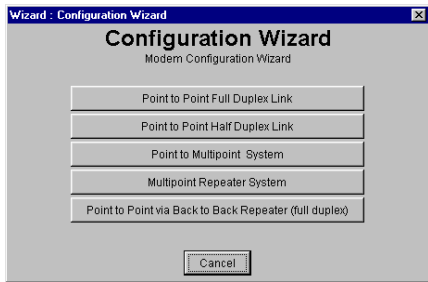 Wizard : Configuration Wizard
Configuration Wizard
Modem Configuration Wizard
Point to Point Full Duplex Link
Point to Point Half Duplex Link
Point to Multipoint System
Multipoint Repeater System
Point to Point via Back to Back Repeater (full duplex)
Cancel